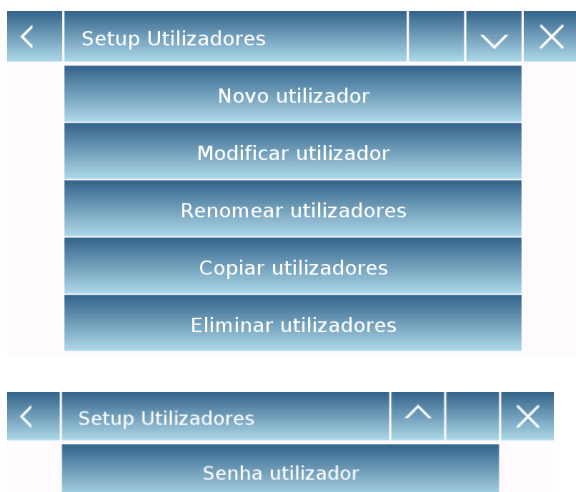 Setup Utilizadores
Novo utilizador
Modificar utilizador
Renomear utilizadores
Copiar utilizadores
Eliminar utilizadores
Setup Utilizadores
Senha utilizador